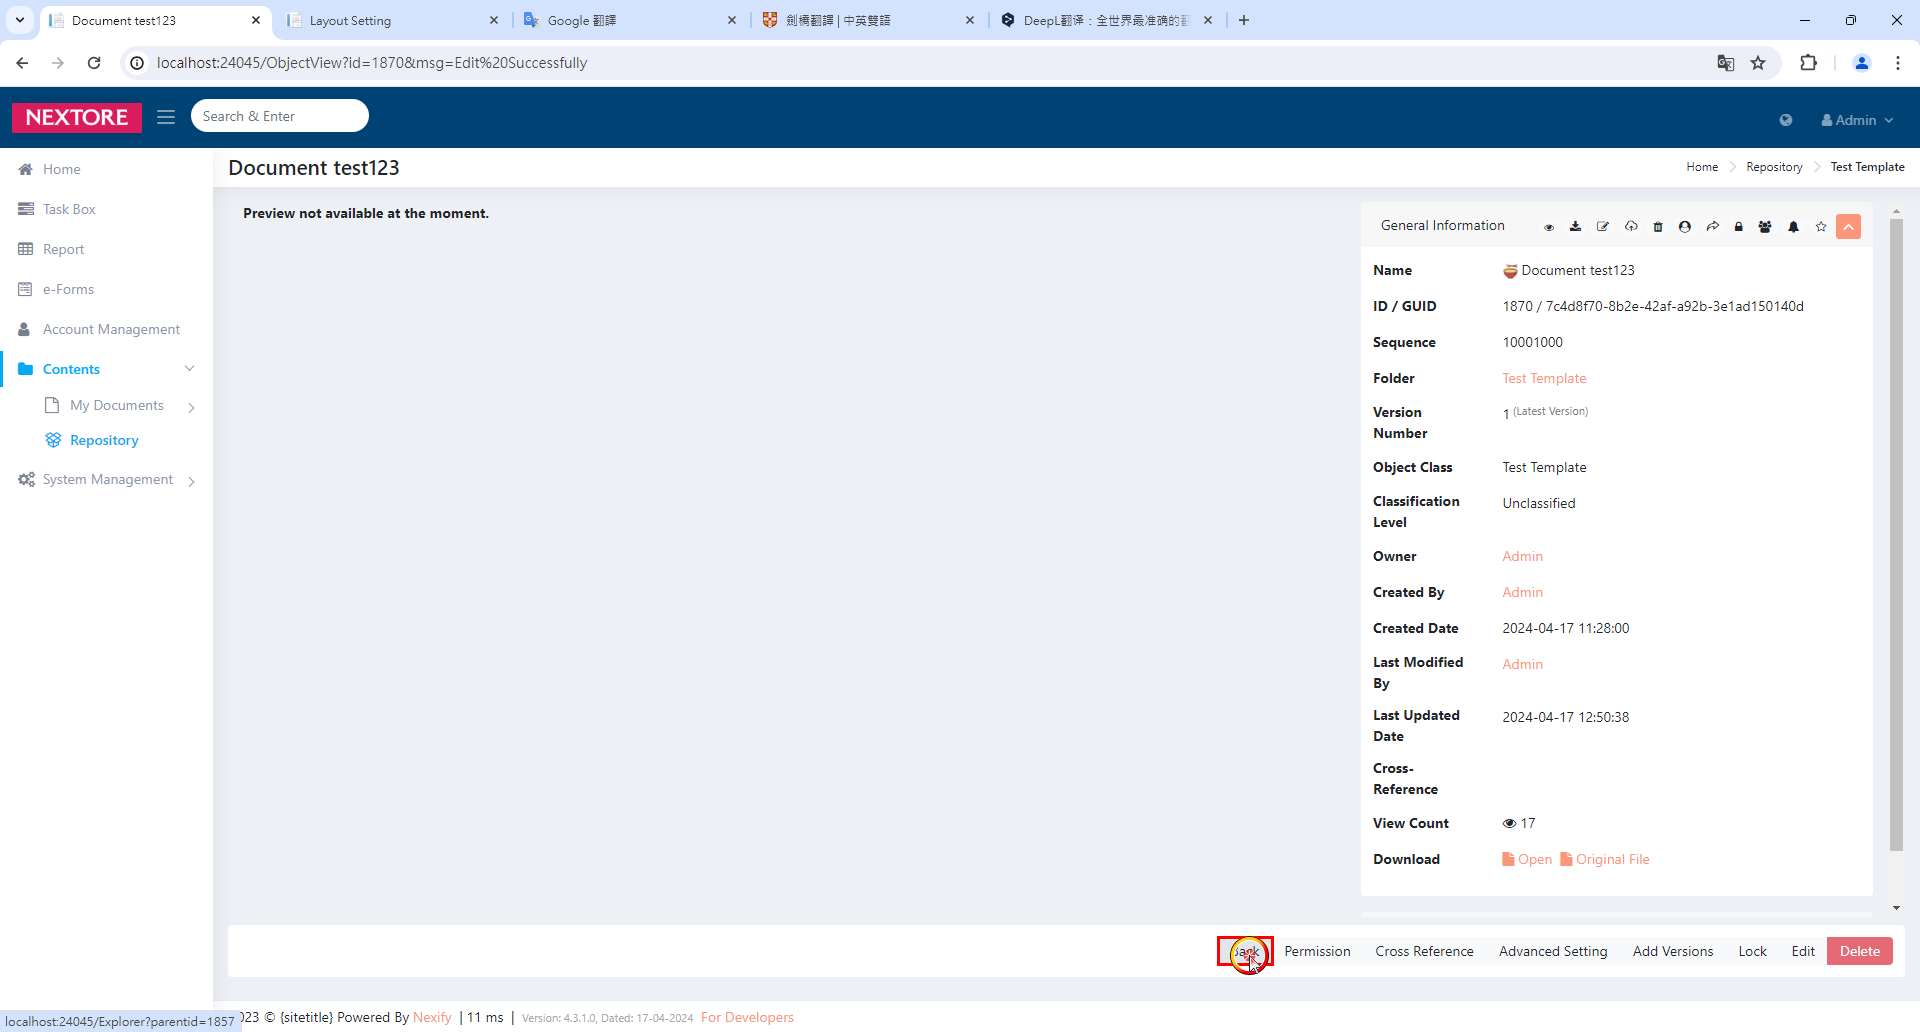 Document test123
Layout Setting
Google 翻譯
劍橋翻譯 | 中英雙語
DeepL翻译：全世界最准确的
localhost:24045/ObjectView?id=1870&msg=Edit%20Successfully
NEXTORE
Search & Enter
Admin
Home
Task Box
Report
e-Forms
Account Management
Contents
My Documents
Repository
System Management
Document test123
Home
Repository
Test Template
Preview not available at the moment.
General Information
Name
Document test123
ID / GUID
1870 / 7c4d8f70-8b2e-42af-a92b-3e1ad150140d
Sequence
10001000
Folder
Test Template
Version
Number
1 (Latest Version)
Object Class
Test Template
Classification
Level
Unclassified
Owner
Admin
Created By
Admin
Created Date
2024-04-17 11:28:00
Last Modified
By
Admin
Last Updated
Date
2024-04-17 12:50:38
Cross-
Reference
View Count
17
Download
Open
Original File
Permission
Cross Reference
Advanced Setting
Add Versions
Lock
Edit
Delete
localhost:24045/Explorer?parentid=1857
023 © {sitetitle} Powered By Nexify | 11 ms | Version: 4.3.1.0, Dated: 17-04-2024 For Developers